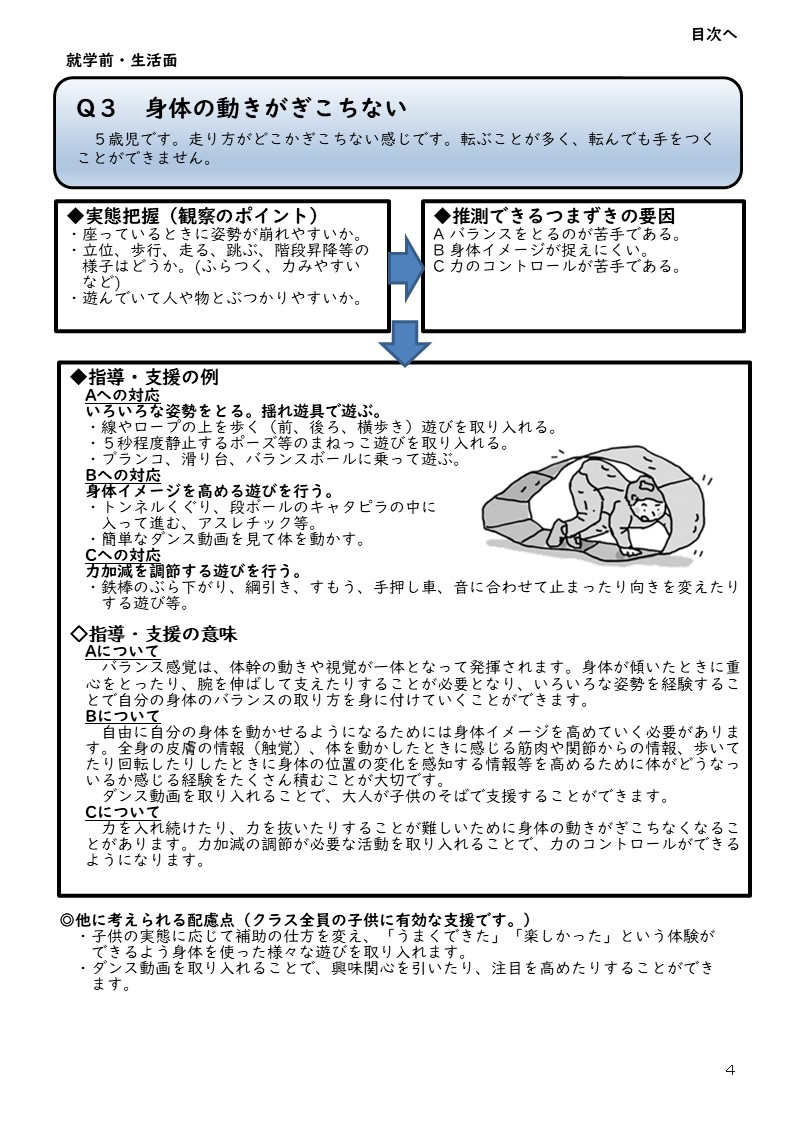 目次へ
就学前・生活面
Q3　身体の動きがぎこちない
　5歳児です。走り方がどこかぎこちない感じです。転ぶことが多く、転んでも手をつく
ことができません。
◆実態把握（観察のポイント）
・座っているときに姿勢が崩れやすいか。
・立位、歩行、走る、跳ぶ、階段昇降等の
様子はどうか。(ふらつく、力みやすい
など)
・遊んでいて人や物とぶつかりやすいか。
◆推測できるつまずきの要因
A バランスをとるのが苦手である。
B 身体イメージが捉えにくい。
C 力のコントロールが苦手である。
◆指導・支援の例
Aへの対応
いろいろな姿勢をとる。揺れ遊具で遊ぶ。
・線やロープの上を歩く（前、後ろ、横歩き）遊びを取り入れる。
・５秒程度静止するポーズ等のまねっこ遊びを取り入れる。
・ブランコ、滑り台、バランスボールに乗って遊ぶ。
Bへの対応
身体イメージを高める遊びを行う。
・トンネルくぐり、段ボールのキャタピラの中に
入って進む、アスレチック等。
・簡単なダンス動画を見て体を動かす。
Cへの対応
力加減を調節する遊びを行う。
・鉄棒のぶら下がり、綱引き、すもう、手押し車、音に合わせて止まったり向きを変えたり
する遊び等。
◇指導・支援の意味
Aについて
　バランス感覚は、体幹の動きや視覚が一体となって発揮されます。身体が傾いたときに重
心をとったり、腕を伸ばして支えたりすることが必要となり、いろいろな姿勢を経験するこ
とで自分の身体のバランスの取り方を身に付けていくことができます。
Bについて
　自由に自分の身体を動かせるようになるためには身体イメージを高めていく必要がありま
す。全身の皮膚の情報（触覚）、体を動かしたときに感じる筋肉や関節からの情報、歩いて
たり回転したりしたときに身体の位置の変化を感知する情報等を高めるために体がどうなっ
いるか感じる経験をたくさん積むことが大切です。
　ダンス動画を取り入れることで、大人が子供のそばで支援することができます。
Cについて
　力を入れ続けたり、力を抜いたりすることが難しいために身体の動きがぎこちなくなるこ
とがあります。力加減の調節が必要な活動を取り入れることで、力のコントロールができる
ようになります。
◎他に考えられる配慮点（クラス全員の子供に有効な支援です。）
・子供の実態に応じて補助の仕方を変え、「うまくできた」「楽しかった」という体験が
できるよう身体を使った様々な遊びを取り入れます。
・ダンス動画を取り入れることで、興味関心を引いたり、注目を高めたりすることができ
ます。
4